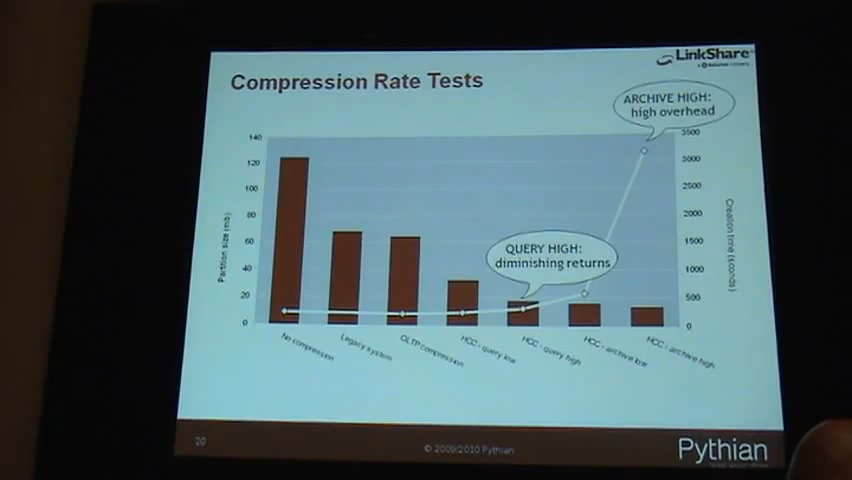 LinkShare
Compression Rate Tests
ARCHIVE HIGH:
high overhead
140
120
100
80
60
40
20
0
Partition size (mb)
3500
3000
2500
2000
1500
1000
500
0
Creation time (sconds)
QUERY HIGH:
diminishing returns
No compression
Legacy system
OLTP compression
HCC - query low
HCC - query high
HCC - archive low
HCC - archive high
20
© 2009/2010 Pythian
Pythian